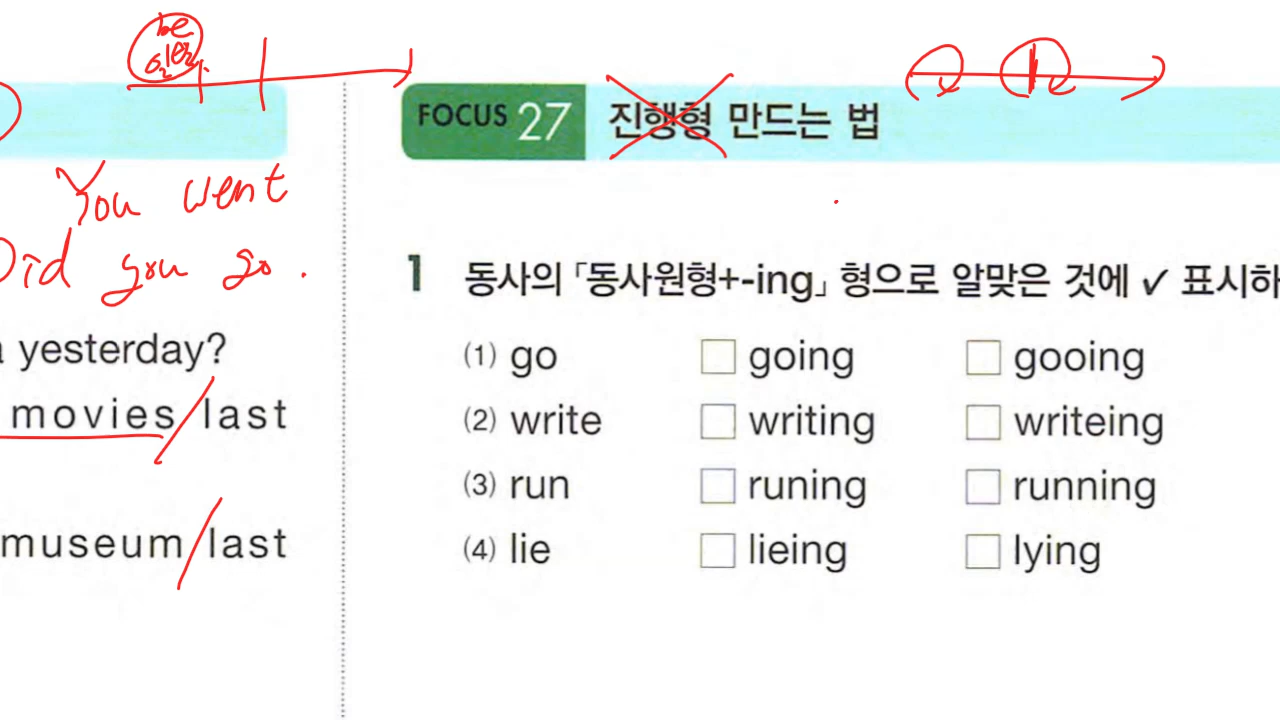 be
You went
Did you go.
yesterday?
movies/last
museum/last
FOCUS 27 진행형 만드는 법
1 동사의 「동사원형+-ing」 형으로 알맞은 것에 ✓ 표시하
(1) go □ going □ gooing
(2) write □ writing □ writeing
(3) run □ runing □ running
(4) lie □ lieing □ lying